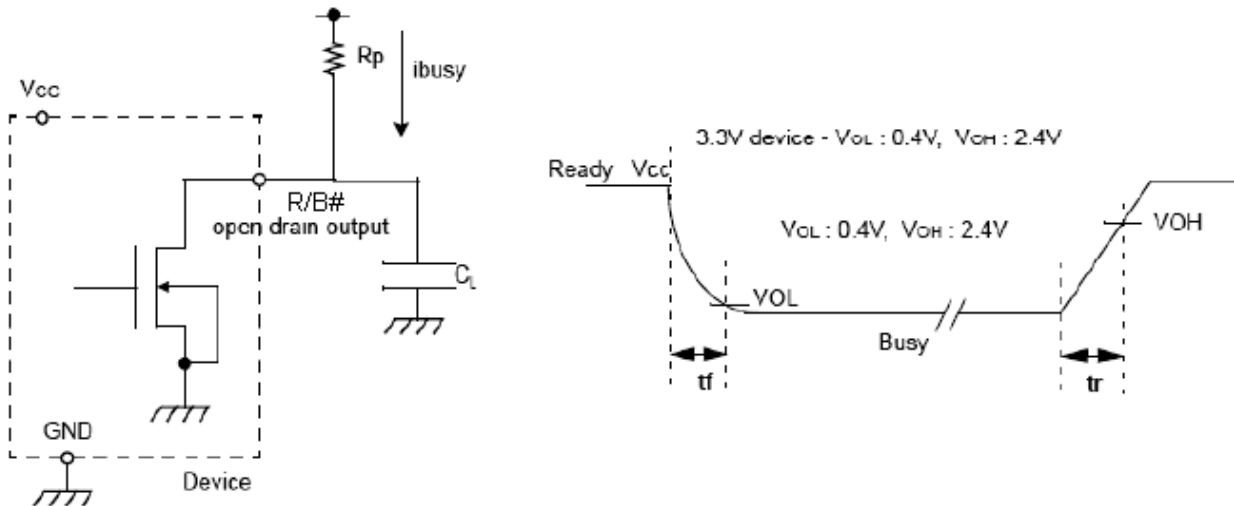 Rp
ibusy
Vcc
R/B#
open drain output
CL
GND
Device
3.3V device - VOL : 0.4V, VOH : 2.4V
Ready Vcc
VOH
VOL : 0.4V, VOH : 2.4V
VOL
Busy
tf
tr